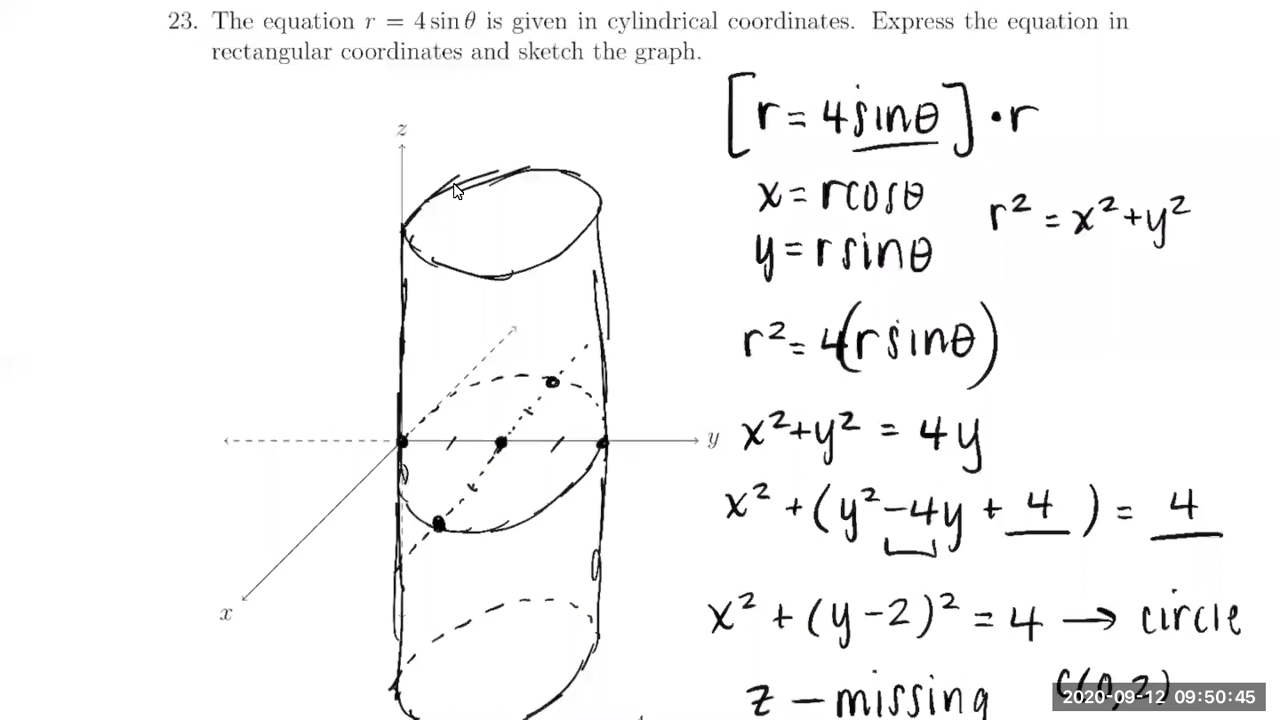 23. The equation r = 4 sin θ is given in cylindrical coordinates. Express the equation in
rectangular coordinates and sketch the graph.
z
y
x
[r = 4sinθ] · r
x = rcosθ
r² = x²+y²
y = rsinθ
r² = 4(rsinθ)
x²+y² = 4y
x² + (y² -4y + 4) = 4
x² + (y-2)² = 4 → circle
z - missing
C(0,2)
2020-09-12 09:50:45